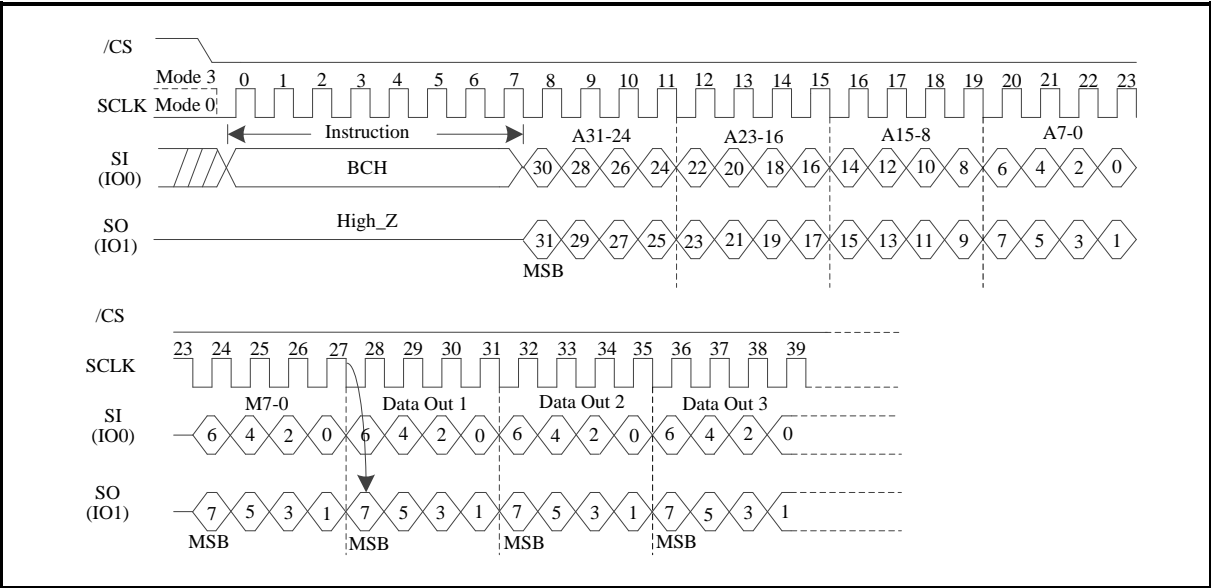 /CS
Mode 3 0 1 2 3 4 5 6 7 8 9 10 11 12 13 14 15 16 17 18 19 20 21 22 23
SCLK Mode 0
Instruction A31-24 A23-16 A15-8 A7-0
SI
(IO0)
BCH 30 28 26 24 22 20 18 16 14 12 10 8 6 4 2 0
High_Z
SO
(IO1)
31 29 27 25 23 21 19 17 15 13 11 9 7 5 3 1
MSB
/CS
23 24 25 26 27 28 29 30 31 32 33 34 35 36 37 38 39
SCLK
M7-0 Data Out 1 Data Out 2 Data Out 3
SI
(IO0)
6 4 2 0 6 4 2 0 6 4 2 0 6 4 2 0
SO
(IO1)
7 5 3 1 7 5 3 1 7 5 3 1 7 5 3 1
MSB MSB MSB MSB